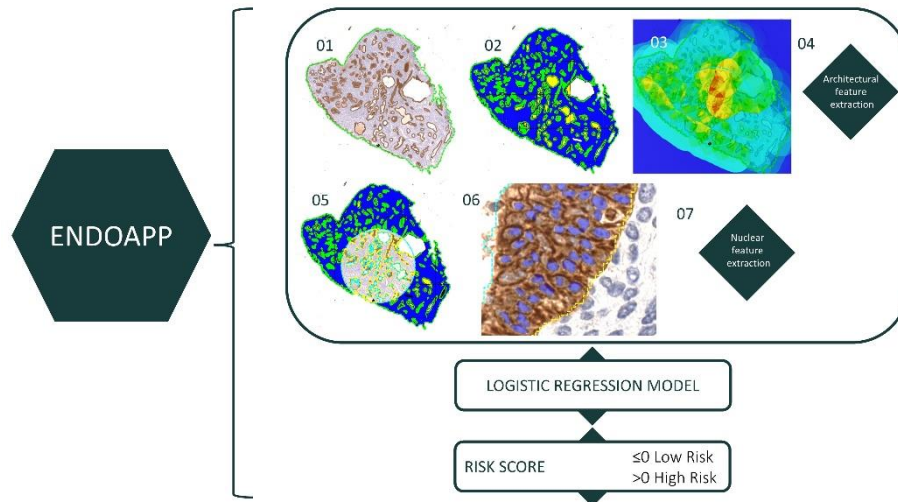 ENDOAPP
01
02
03
04
Architectural
feature
extraction
05
06
07
Nuclear
feature
extraction
LOGISTIC REGRESSION MODEL
RISK SCORE
≤0 Low Risk
>0 High Risk